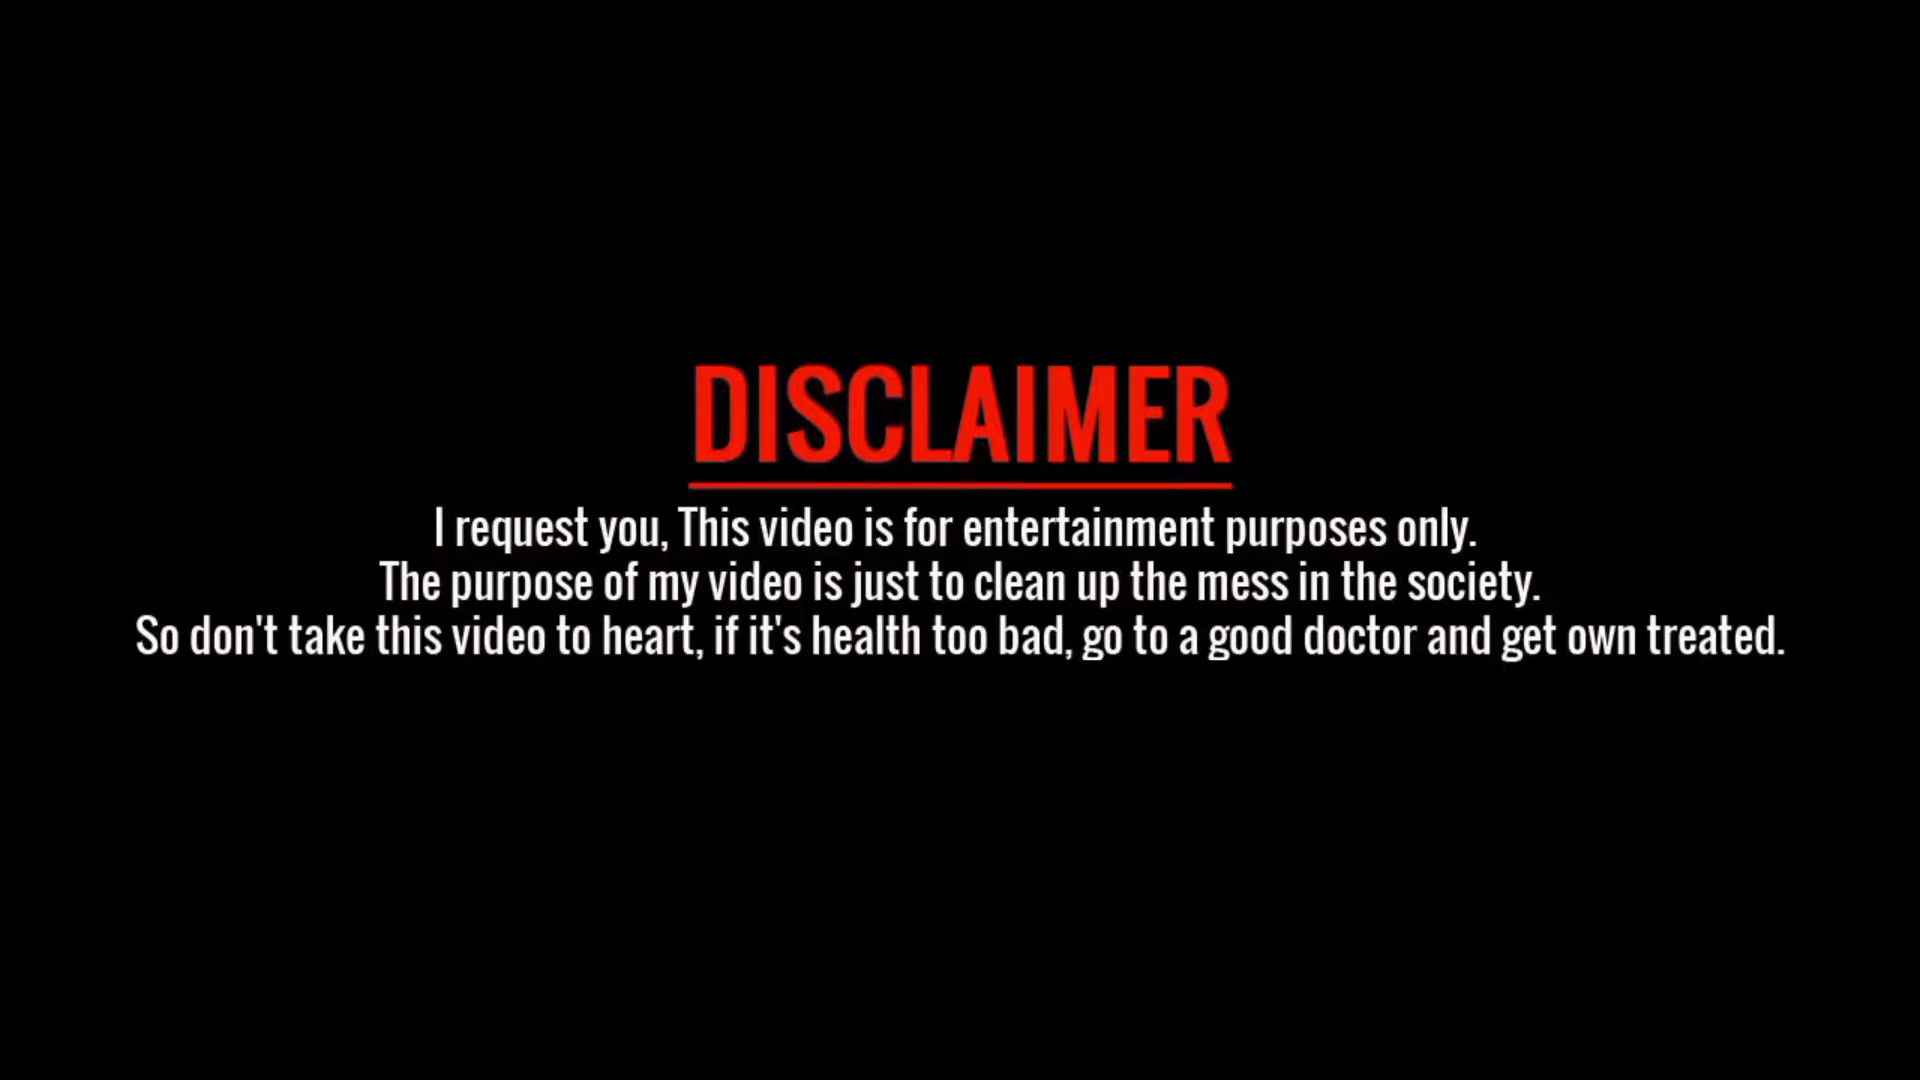 DISCLAIMER
I request you, This video is for entertainment purposes only.
The purpose of my video is just to clean up the mess in the society.
So don't take this video to heart, if it's health too bad, go to a good doctor and get own treated.